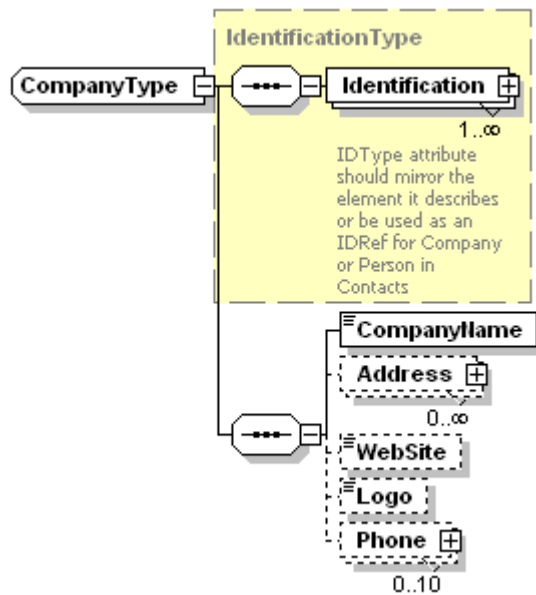 IdentificationType
CompanyType
Identification
1..∞
IDType attribute
should mirror the
element it describes
or be used as an
IDRef for Company
or Person in
Contacts
CompanyName
Address
0..∞
WebSite
Logo
Phone
0..10